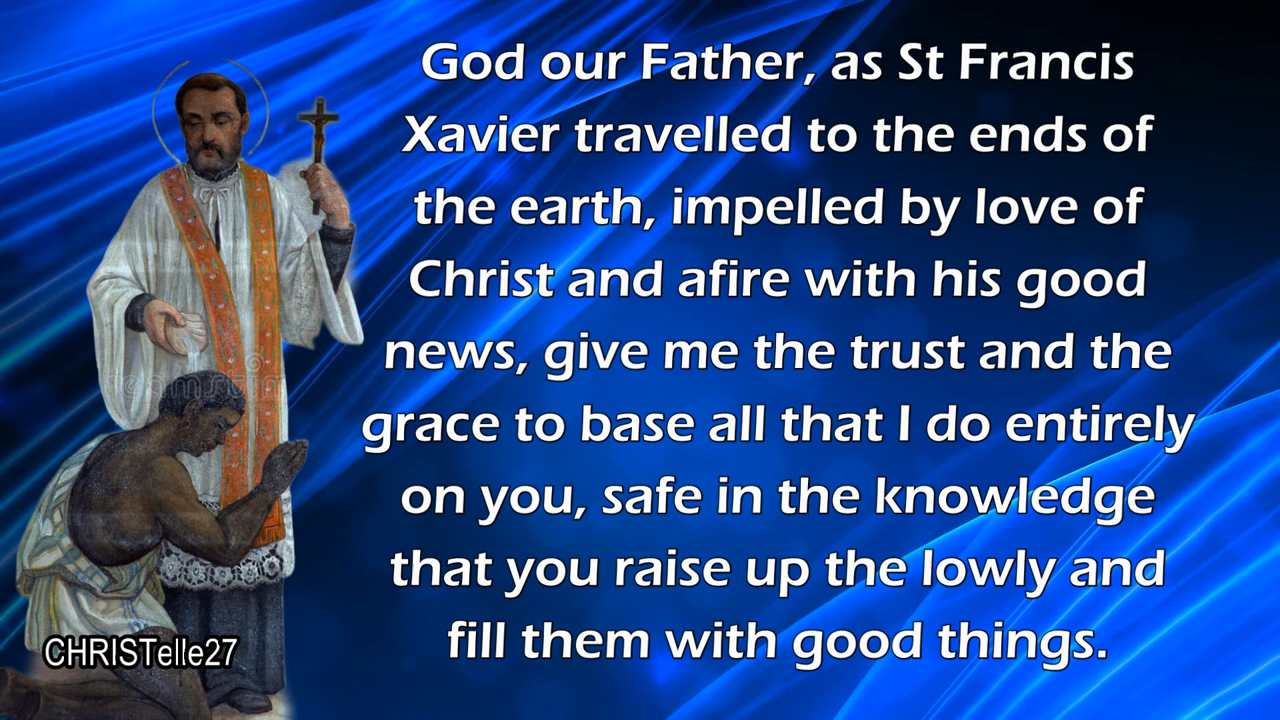 God our Father, as St Francis
Xavier travelled to the ends of
the earth, impelled by love of
Christ and afire with his good
news, give me the trust and the
grace to base all that I do entirely
on you, safe in the knowledge
that you raise up the lowly and
fill them with good things.
CHRISTelle27